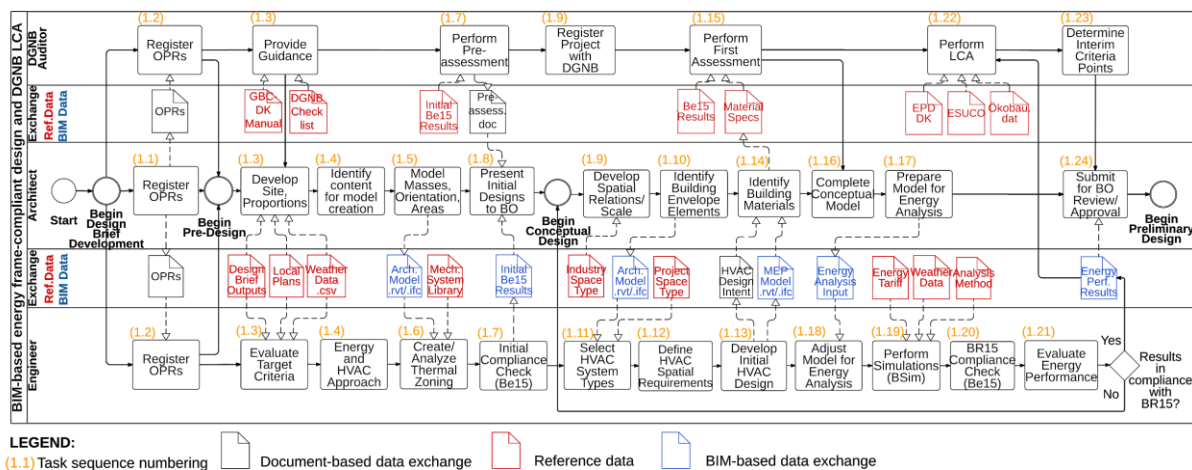 BIM-based energy frame-compliant design and DGNB LCA
DGNB
Auditor
(1.2)
Register
OPRs
(1.3)
Provide
Guidance
(1.7)
Perform
Pre-
assessment
(1.9)
Register
Project
with
DGNB
(1.15)
Perform
First
Assessment
(1.22)
Perform
LCA
(1.23)
Determine
Interim
Criteria
Points
Exchange
Ref.Data
BIM Data
OPRs
GBC-
DK
Manual
DGNB
Check
list
Initial
Be15
Results
Pre
assess.
doc
Be15
Results
Material
Specs
EPD
DK
ESUCO
Ökobau.
dat
Architect
Start
Begin
Design
Brief
Development
(1.1)
Register
OPRs
Begin
Pre-Design
(1.3)
Develop
Site,
Proportions
(1.4)
Identify
content
for model
creation
(1.5)
Model
Masses,
Orientation,
Areas
(1.8)
Present
Initial
Designs
to BO
Begin
Conceptual
Design
(1.9)
Develop
Spatial
Relations/
Scale
(1.10)
Identify
Building
Envelope
Elements
(1.14)
Identify
Building
Materials
(1.16)
Complete
Conceptual
Model
(1.17)
Prepare
Model for
Energy
Analysis
(1.24)
Submit
for BO
Review/
Approval
Begin
Preliminary
Design
Exchange
Ref.Data
BIM Data
OPRs
Design
Brief
Outputs
Local
Plans
Weather
Data
.csv
Arch.
Model
.rvt/.ifc
Mech.
System
Library
Initial
Be15
Results
Industry
Space
Type
Arch.
Model
.rvt/.ifc
Project
Space
Type
HVAC
Design
Intent
MEP
Model
.rvt/.ifc
Energy
Analysis
Input
Energy
Tariff
Weather
Data
Analysis
Method
Energy
Perf.
Results
Engineer
(1.2)
Register
OPRs
(1.3)
Evaluate
Target
Criteria
(1.4)
Energy
and HVAC
Approach
(1.6)
Create/
Analyze
Thermal
Zoning
(1.7)
Initial
Compliance
Check
(Be15)
(1.11)
Select
HVAC
System
Types
(1.12)
Define
HVAC
Spatial
Requirements
(1.13)
Develop
Initial
HVAC
Design
(1.18)
Adjust
Model for
Energy
Analysis
(1.19)
Perform
Simulations
(BSim)
(1.20)
BR15
Compliance
Check
(Be15)
(1.21)
Evaluate
Energy
Performance
Yes
No
Results
in
compliance
with
BR15?
LEGEND:
(1.1) Task sequence numbering
Document-based data exchange
Reference data
BIM-based data exchange